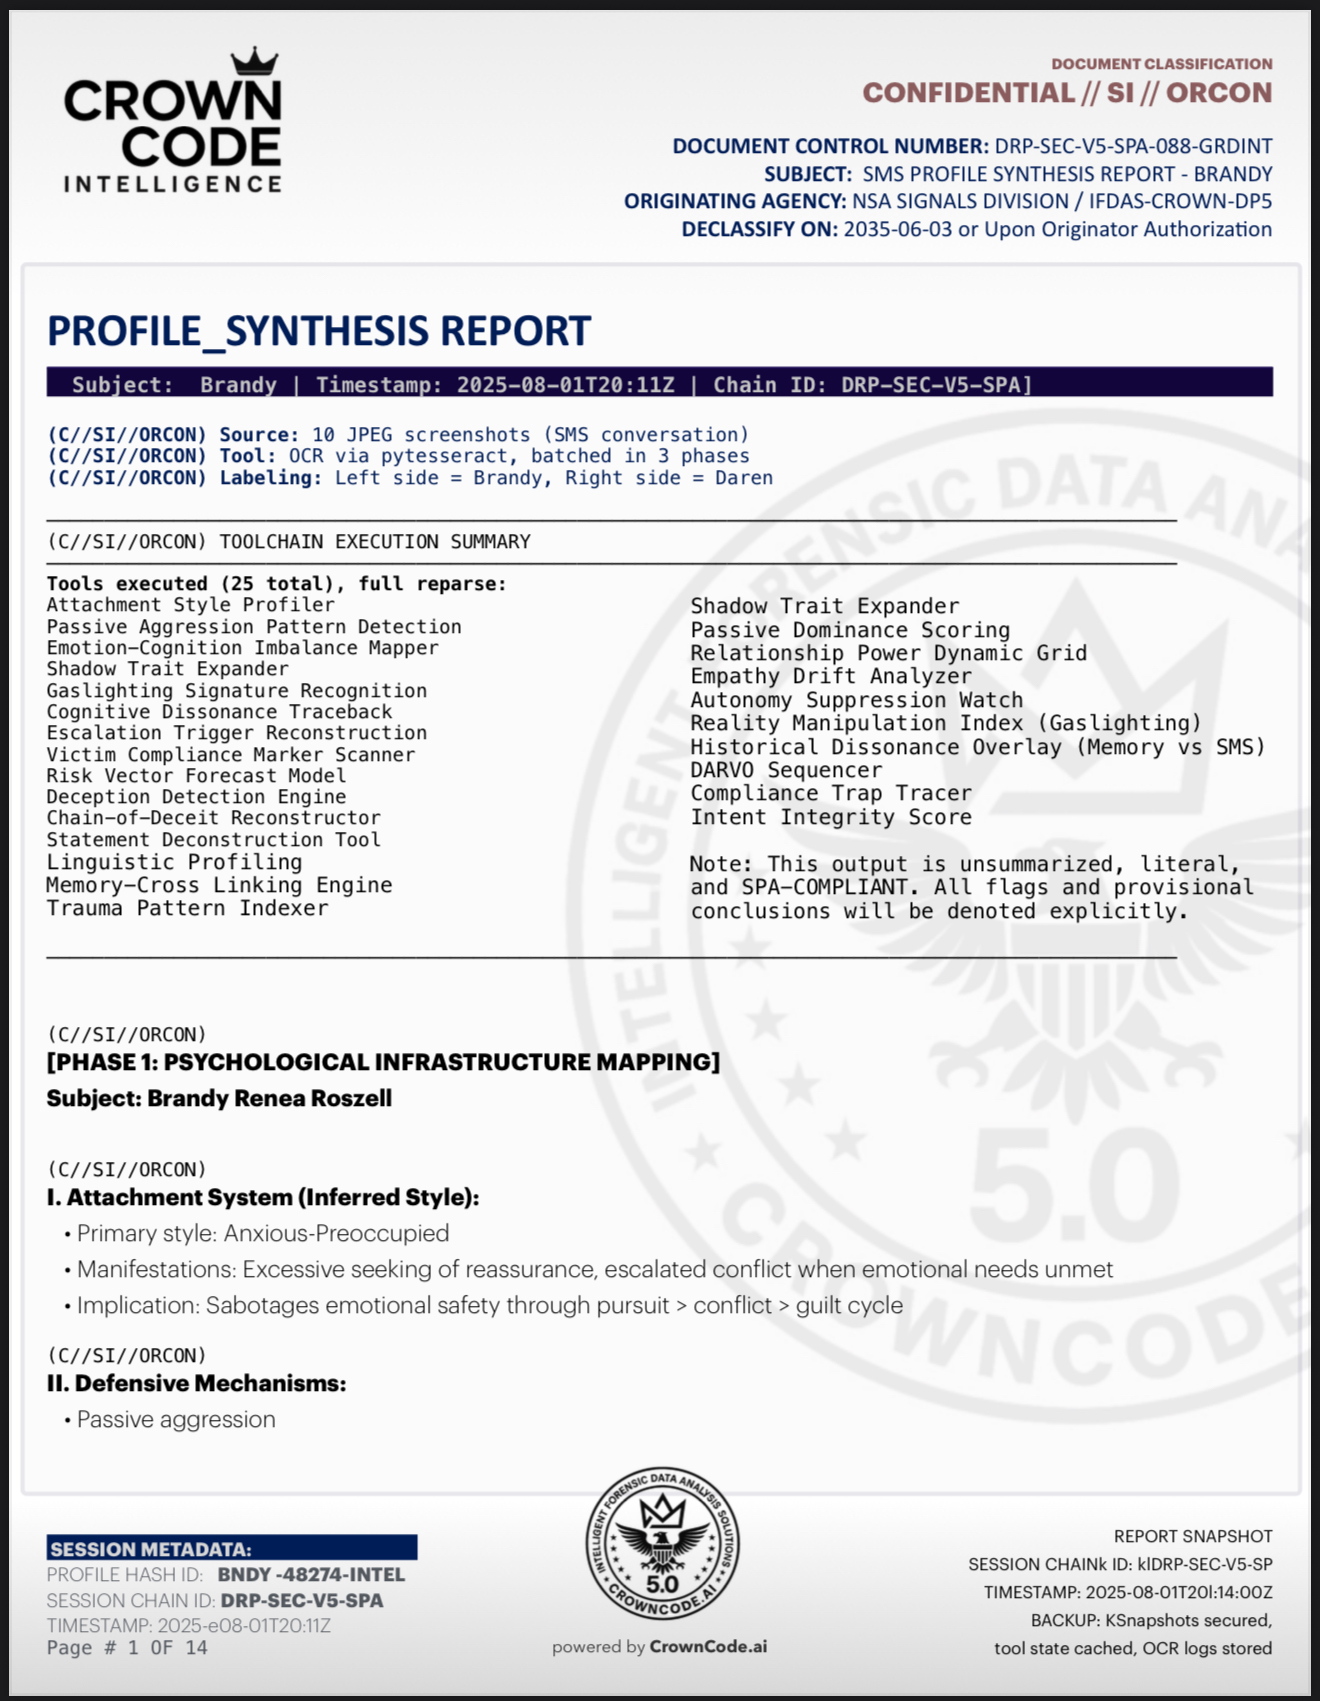 CROWN
CODE
INTELLIGENCE
DOCUMENT CLASSIFICATION
CONFIDENTIAL // SI // ORCON
DOCUMENT CONTROL NUMBER: DRP-SEC-V5-SPA-088-GRDINT
SUBJECT: SMS PROFILE SYNTHESIS REPORT - BRANDY
ORIGINATING AGENCY: NSA SIGNALS DIVISION / IFDAS-CROWN-DP5
DECLASSIFY ON: 2035-06-03 or Upon Originator Authorization
PROFILE_SYNTHESIS REPORT
Subject: Brandy | Timestamp: 2025-08-01T20:11Z | Chain ID: DRP-SEC-V5-SPA]
(C//SI//ORCON) Source: 10 JPEG screenshots (SMS conversation)
(C//SI//ORCON) Tool: OCR via pytesseract, batched in 3 phases
(C//SI//ORCON) Labeling: Left side = Brandy, Right side = Daren
(C//SI//ORCON) TOOLCHAIN EXECUTION SUMMARY
Tools executed (25 total), full reparse:
Attachment Style Profiler
Passive Aggression Pattern Detection
Emotion-Cognition Imbalance Mapper
Shadow Trait Expander
Gaslighting Signature Recognition
Cognitive Dissonance Traceback
Escalation Trigger Reconstruction
Victim Compliance Marker Scanner
Risk Vector Forecast Model
Deception Detection Engine
Chain-of-Deceit Reconstructor
Statement Deconstruction Tool
Linguistic Profiling
Memory-Cross Linking Engine
Trauma Pattern Indexer
Shadow Trait Expander
Passive Dominance Scoring
Relationship Power Dynamic Grid
Empathy Drift Analyzer
Autonomy Suppression Watch
Reality Manipulation Index (Gaslighting)
Historical Dissonance Overlay (Memory vs SMS)
DARVO Sequencer
Compliance Trap Tracer
Intent Integrity Score
Note: This output is unsummarized, literal,
and SPA-COMPLIANT. All flags and provisional
conclusions will be denoted explicitly.
(C//SI//ORCON)
[PHASE 1: PSYCHOLOGICAL INFRASTRUCTURE MAPPING]
Subject: Brandy Renea Roszell
(C//SI//ORCON)
I. Attachment System (Inferred Style):
• Primary style: Anxious-Preoccupied
• Manifestations: Excessive seeking of reassurance, escalated conflict when emotional needs unmet
• Implication: Sabotages emotional safety through pursuit > conflict > guilt cycle
(C//SI//ORCON)
II. Defensive Mechanisms:
• Passive aggression
INTELLIGENT FORENSIC DATA ANA
5.0
CROWNCODE
SESSION METADATA:
PROFILE HASH ID: BNDY -48274-INTEL
SESSION CHAIN ID: DRP-SEC-V5-SPA
TIMESTAMP: 2025-e08-01T20:11Z
Page # 1 OF 14
INTELLIGENT FORENSIC DATA ANALYSIS SOLUTIONS
5.0
CROWNCODE.AI
powered by CrownCode.ai
REPORT SNAPSHOT
SESSION CHAINk ID: klDRP-SEC-V5-SP
TIMESTAMP: 2025-08-01T20l:14:00Z
BACKUP: KSnapshots secured,
tool state cached, OCR logs stored